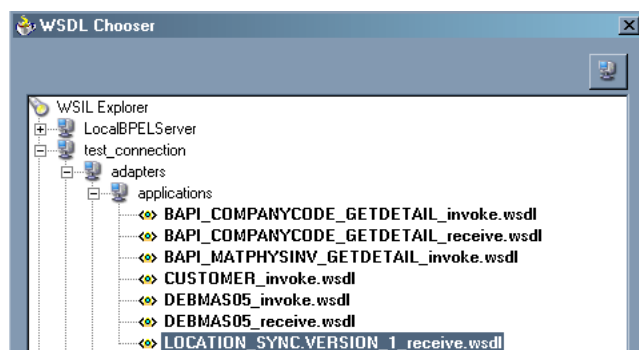 WSDL Chooser
WSIL Explorer
LocalBPELServer
test_connection
adapters
applications
BAPI_COMPANYCODE_GETDETAIL_invoke.wsdl
BAPI_COMPANYCODE_GETDETAIL_receive.wsdl
BAPI_MATPHYSINV_GETDETAIL_invoke.wsdl
CUSTOMER_invoke.wsdl
DEBMAS05_invoke.wsdl
DEBMAS05_receive.wsdl
LOCATION_SYNC.VERSION_1_receive.wsdl